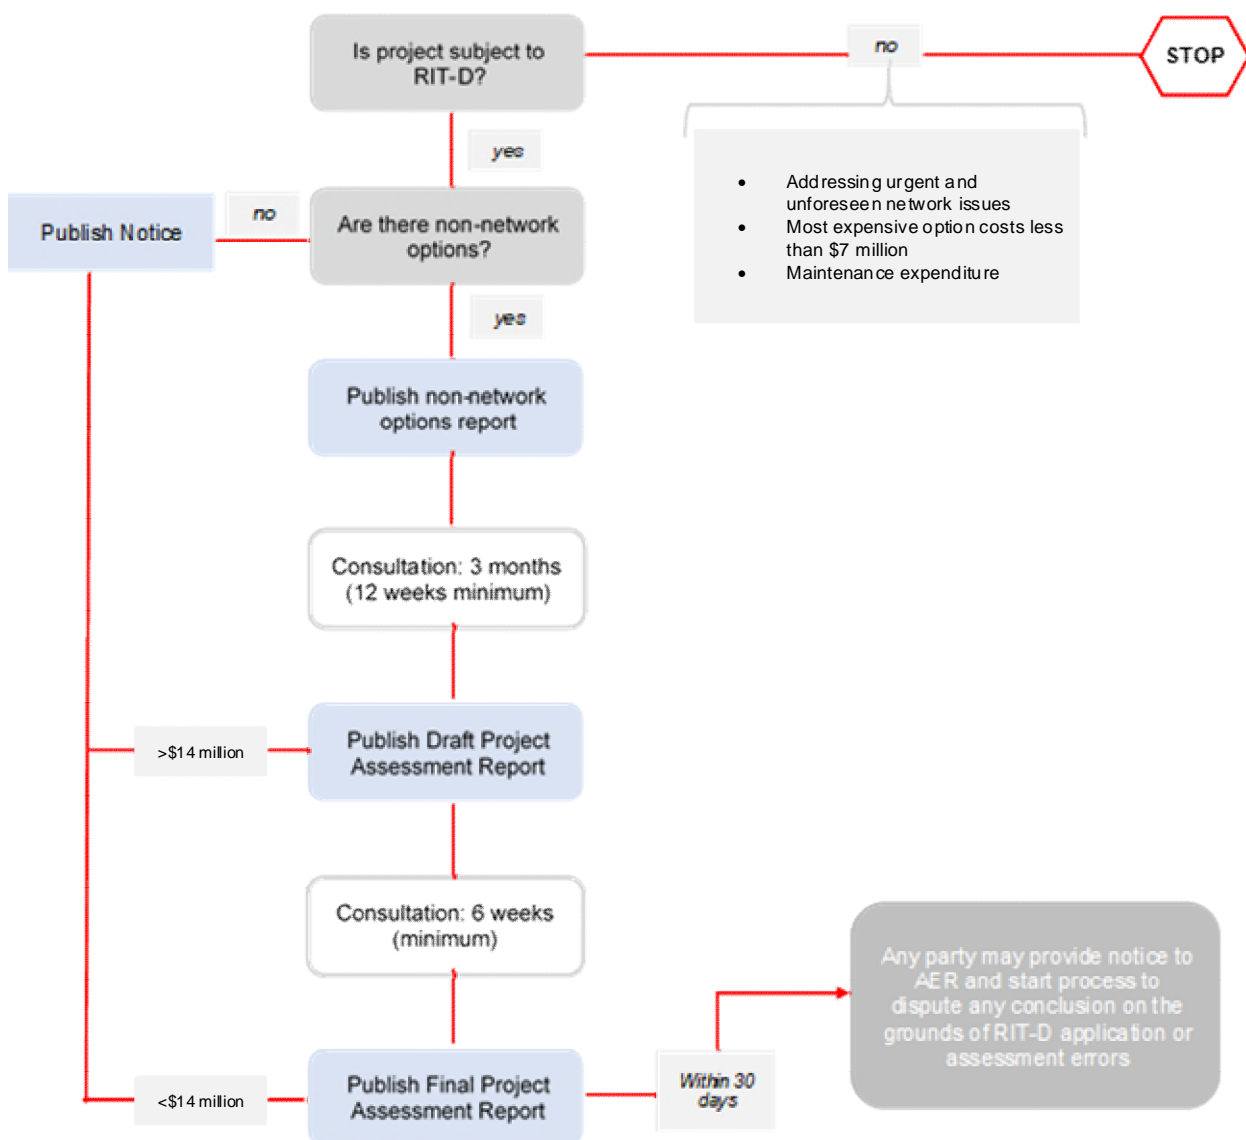 Is project subject to
RIT-D?
no
STOP
yes
• Addressing urgent and
unforeseen network issues
• Most expensive option costs less
than $7 million
• Maintenance expenditure
Publish Notice
no
Are there non-network
options?
yes
Publish non-network
options report
Consultation: 3 months
(12 weeks minimum)
>$14 million
Publish Draft Project
Assessment Report
Consultation: 6 weeks
(minimum)
Any party may provide notice to
AER and start process to
dispute any conclusion on the
grounds of RIT-D application or
assessment errors
<$14 million
Publish Final Project
Assessment Report
Within 30
days